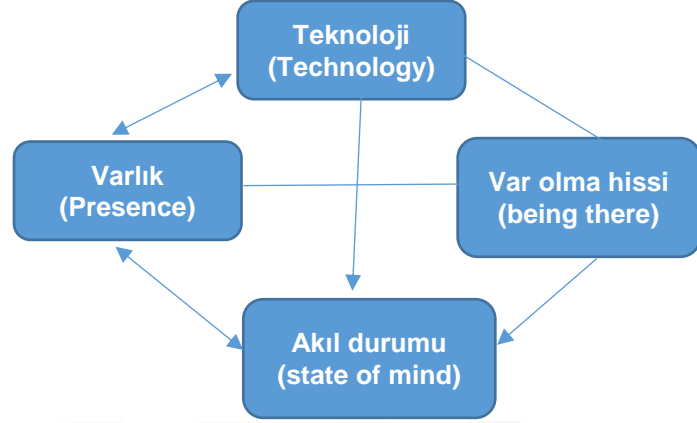 Teknoloji
(Technology)
Varlık
(Presence)
Var olma hissi
(being there)
Akıl durumu
(state of mind)